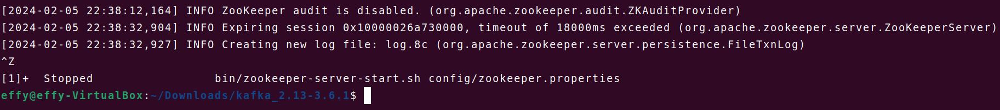 [2024-02-05 22:38:12,164] INFO ZooKeeper audit is disabled. (org.apache.zookeeper.audit.ZKAuditProvider)
[2024-02-05 22:38:32,904] INFO Expiring session 0x10000026a730000, timeout of 18000ms exceeded (org.apache.zookeeper.server.ZooKeeperServer)
[2024-02-05 22:38:32,927] INFO Creating new log file: log.8c (org.apache.zookeeper.server.persistence.FileTxnLog)
^Z
[1]+  Stopped                 bin/zookeeper-server-start.sh config/zookeeper.properties
effy@effy-VirtualBox:~/Downloads/kafka_2.13-3.6.1$